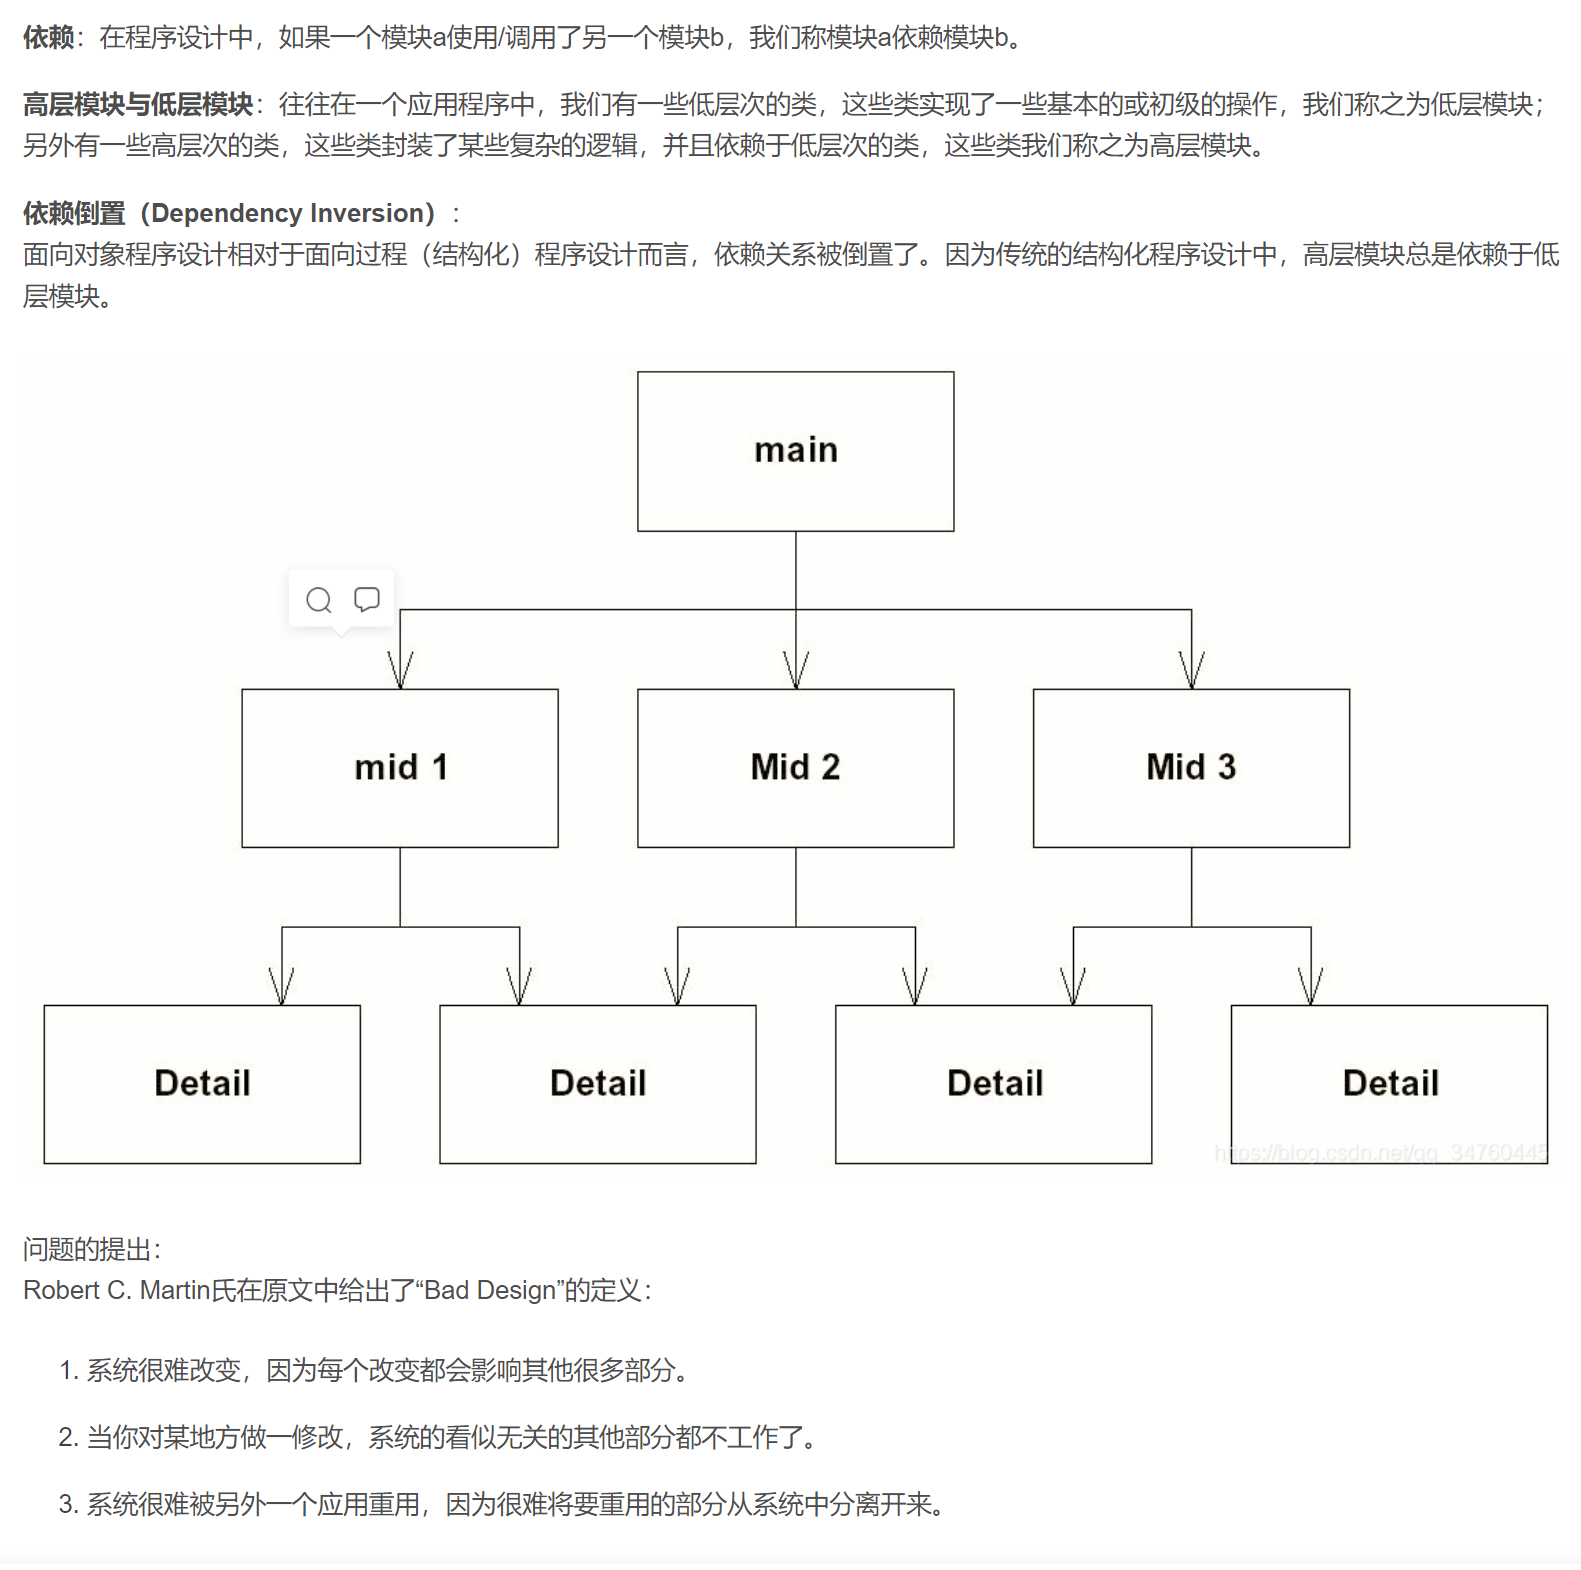 依赖：在程序设计中，如果一个模块a使用/调用了另一个模块b，我们称模块a依赖模块b。
高层模块与低层模块：往往在一个应用程序中，我们有一些低层次的类，这些类实现了一些基本的或初级的操作，我们称之为低层模块；
另外有一些高层次的类，这些类封装了某些复杂的逻辑，并且依赖于低层次的类，这些类我们称之为高层模块。
依赖倒置（Dependency Inversion）：
面向对象程序设计相对于面向过程（结构化）程序设计而言，依赖关系被倒置了。因为传统的结构化程序设计中，高层模块总是依赖于低
层模块。
main
mid 1
Mid 2
Mid 3
Detail
Detail
Detail
Detail
https://blog.csdn.net/qq_34760445
问题的提出：
Robert C. Martin氏在原文中给出了“Bad Design”的定义：
1. 系统很难改变，因为每个改变都会影响其他很多部分。
2. 当你对某地方做一修改，系统的看似无关的其他部分都不工作了。
3. 系统很难被另外一个应用重用，因为很难将要重用的部分从系统中分离开来。